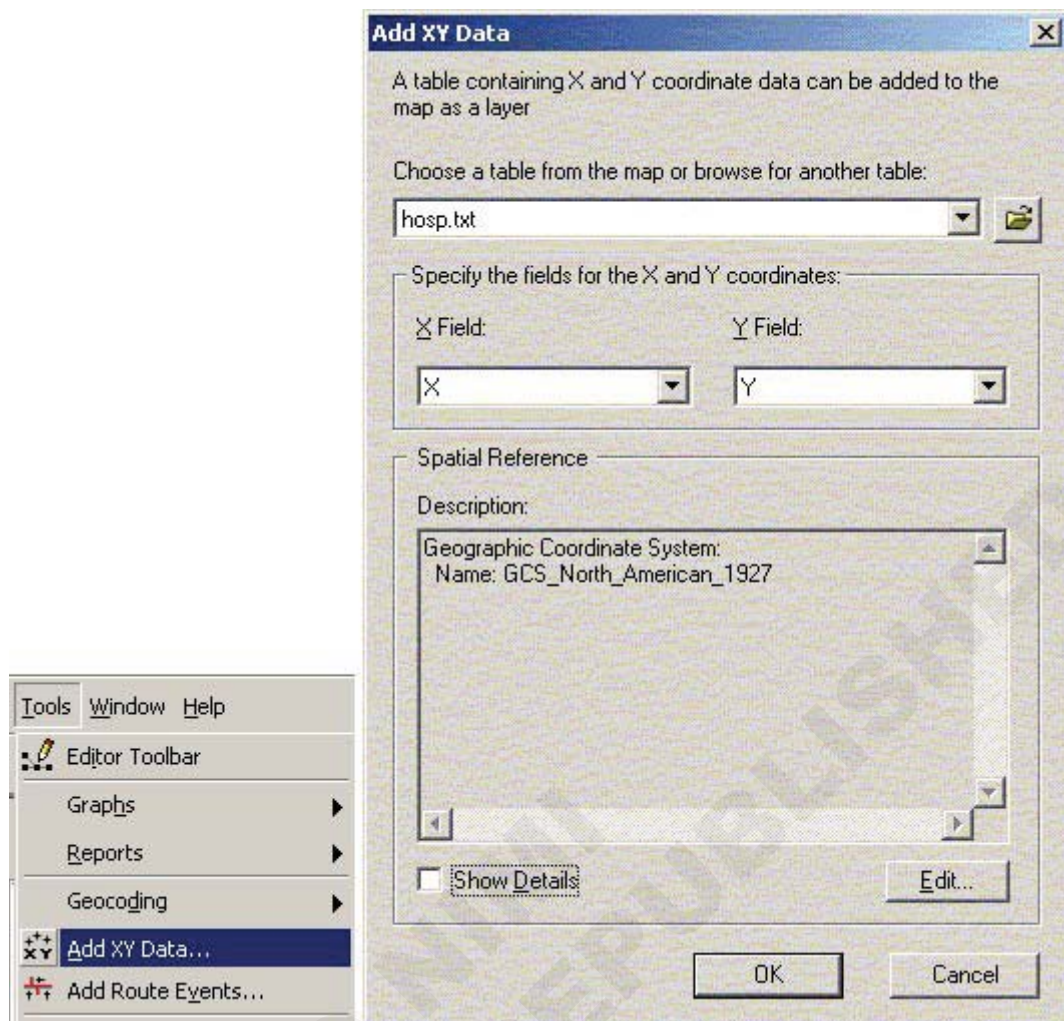 Add XY Data
A table containing X and Y coordinate data can be added to the
map as a layer
Choose a table from the map or browse for another table:
hosp.txt
Specify the fields for the X and Y coordinates:
X Field:
Y Field:
X
Y
Spatial Reference
Description:
Geographic Coordinate System:
Name: GCS_North_American_1927
Show Details
Edit...
OK
Cancel
Tools Window Help
Editor Toolbar
Graphs
Reports
Geocoding
Add XY Data...
Add Route Events...
NIMI